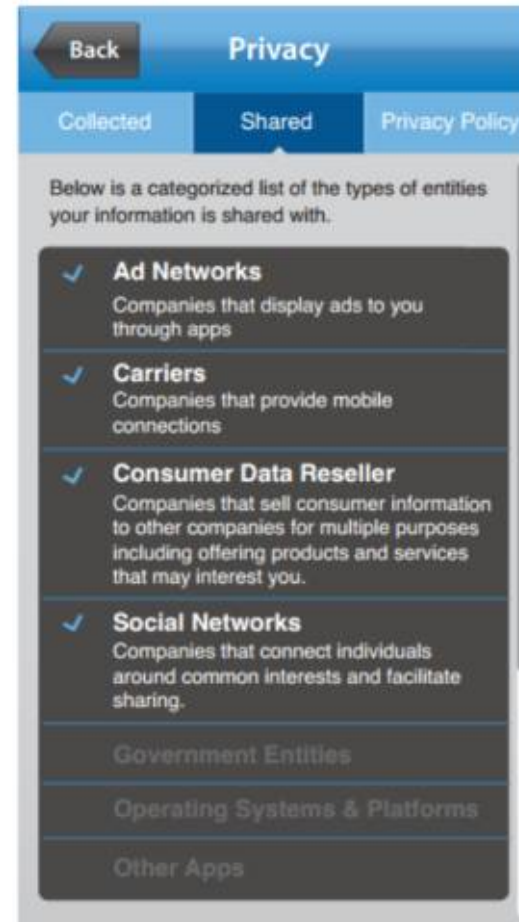 Back
Privacy
Collected
Shared
Privacy Policy
Below is a categorized list of the types of entities
your information is shared with.
Ad Networks
Companies that display ads to you
through apps
Carriers
Companies that provide mobile
connections
Consumer Data Reseller
Companies that sell consumer information
to other companies for multiple purposes
including offering products and services
that may interest you.
Social Networks
Companies that connect individuals
around common interests and facilitate
sharing.
Government Entities
Operating Systems & Platforms
Other Apps